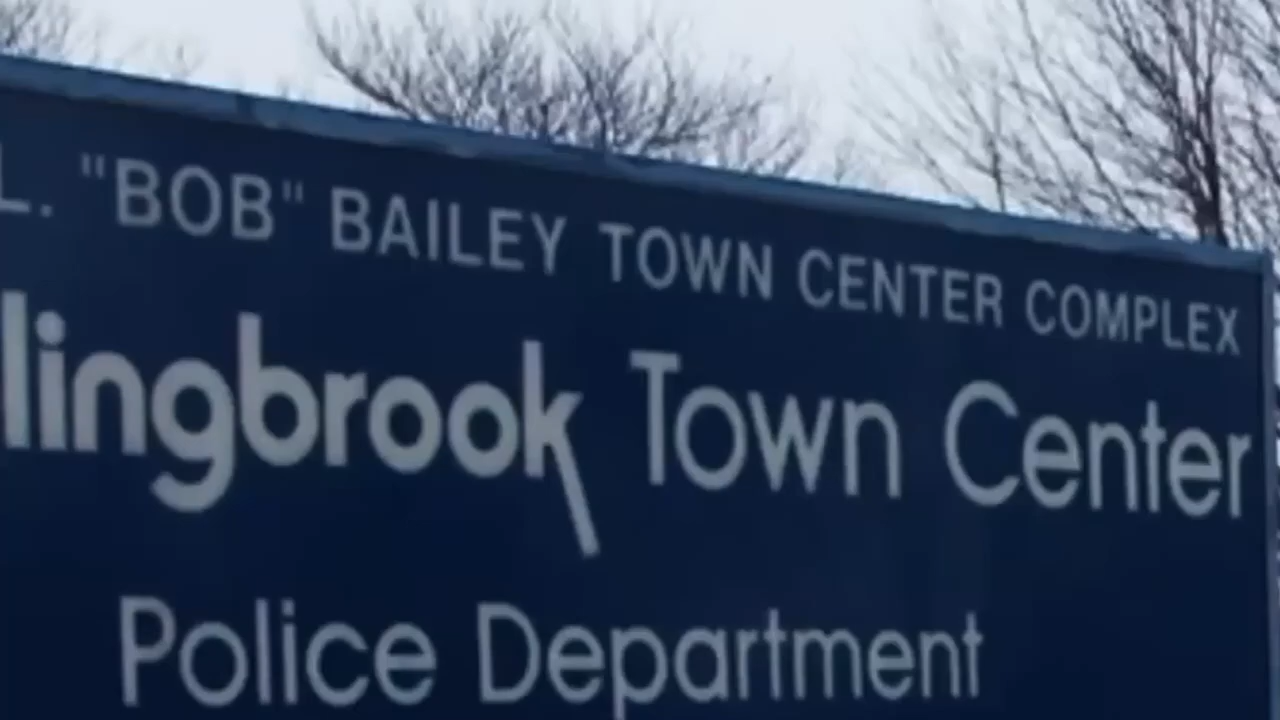 L. "BOB" BAILEY TOWN CENTER COMPLEX
lingbrook Town Center
Police Department